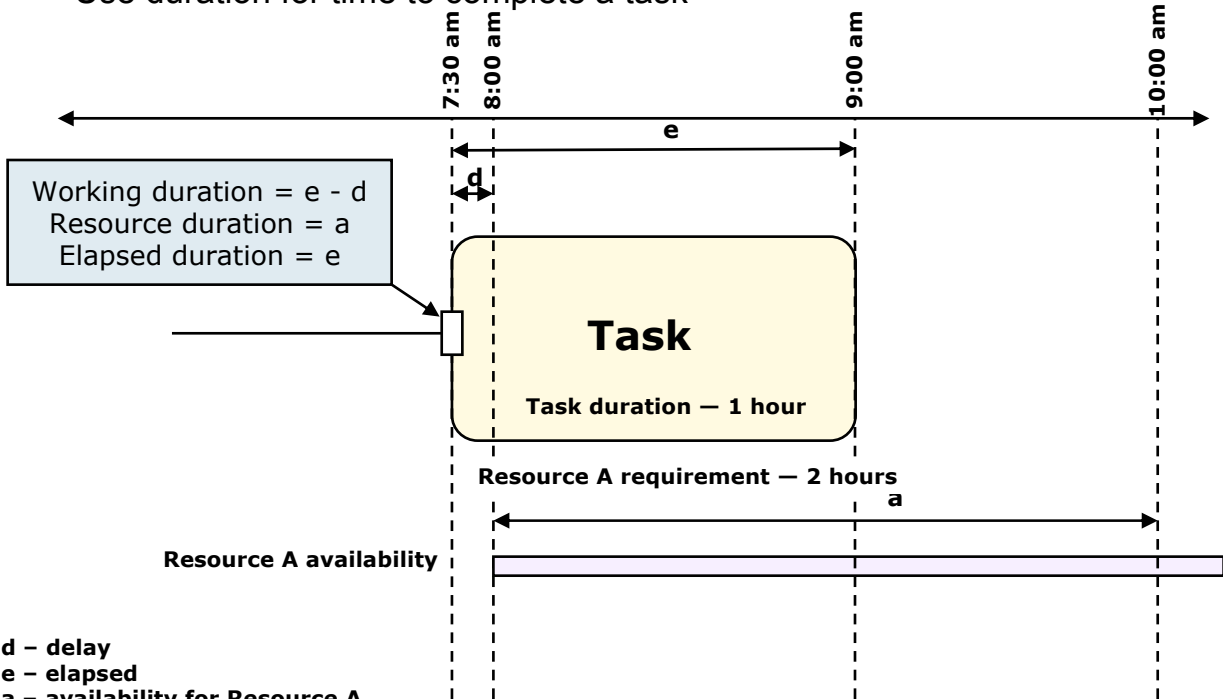 Use duration for time to complete a task
7:30 am
8:00 am
9:00 am
10:00 am
e
d
Working duration = e - d
Resource duration = a
Elapsed duration = e
Task
Task duration — 1 hour
Resource A requirement — 2 hours
a
Resource A availability
d – delay
e – elapsed
a – availability for Resource A